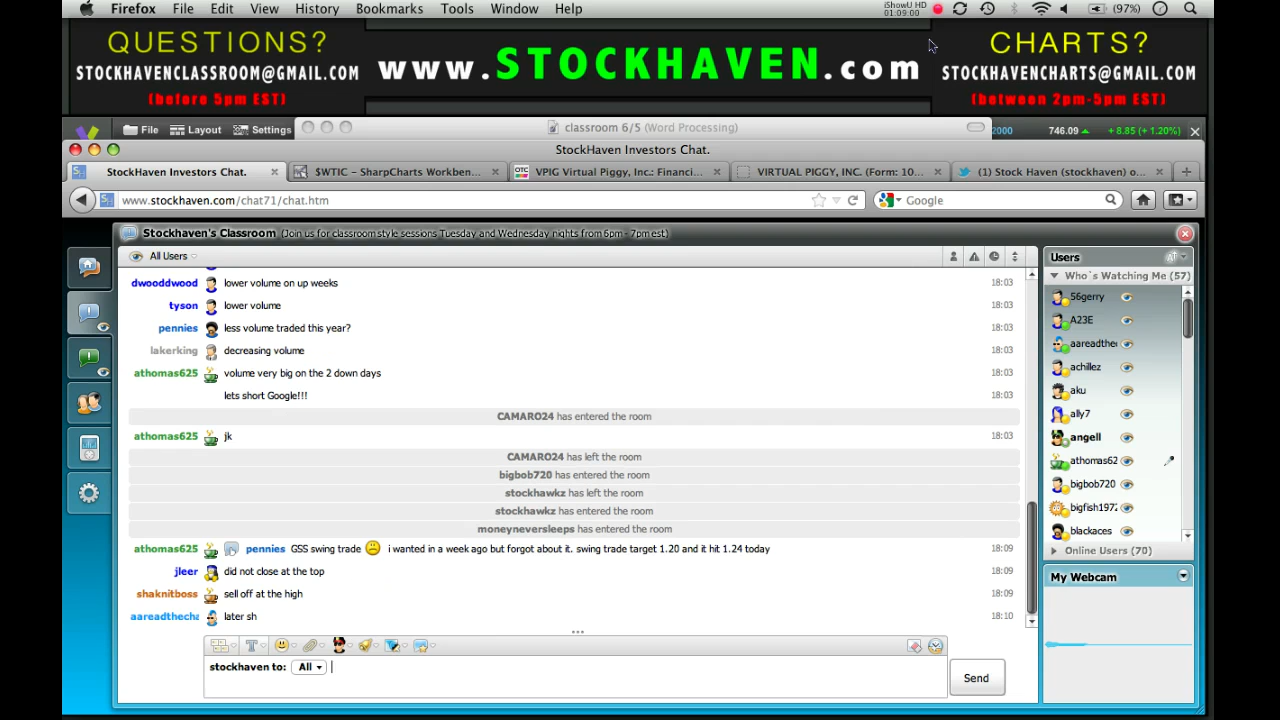 Firefox File Edit View History Bookmarks Tools Window Help iShowU HD 01:09:00 (97%)
QUESTIONS? www.STOCKHAVEN.com CHARTS?
STOCKHAVENCLASSROOM@GMAIL.COM STOCKHAVENCHARTS@GMAIL.COM
(before 5pm EST) (between 2pm-5pm EST)
File Layout Settings classroom 6/5 (Word Processing) 2000 746.09 +8.85 (+1.20%)
StockHaven Investors Chat.
StockHaven Investors Chat. $WTIC - SharpCharts Workben... VPIG Virtual Piggy, Inc.: Financi... VIRTUAL PIGGY, INC. (Form: 10... (1) Stock Haven (stockhaven) o...
www.stockhaven.com/chat71/chat.htm Google
Stockhaven's Classroom (Join us for classroom style sessions Tuesday and Wednesday nights from 6pm - 7pm est)
All Users Users
Who`s Watching Me (57)
dwooddwood lower volume on up weeks 18:03
tyson lower volume 18:03
pennies less volume traded this year? 18:03
lakerking decreasing volume 18:03
athomas625 volume very big on the 2 down days 18:03
lets short Google!!! 18:03
CAMARO24 has entered the room
athomas625 jk 18:03
CAMARO24 has left the room
bigbob720 has entered the room
stockhawkz has left the room
stockhawkz has entered the room
moneyneversleeps has entered the room
athomas625 pennies GSS swing trade i wanted in a week ago but forgot about it. swing trade target 1.20 and it hit 1.24 today 18:09
jleer did not close at the top 18:09
shaknitboss sell off at the high 18:09
aareadthecha later sh 18:10
56gerry
A23E
aareadthe
achillez
aku
ally7
angell
athomas62
bigbob720
bigfish197
blackaces
Online Users (70)
My Webcam
stockhaven to: All
Send